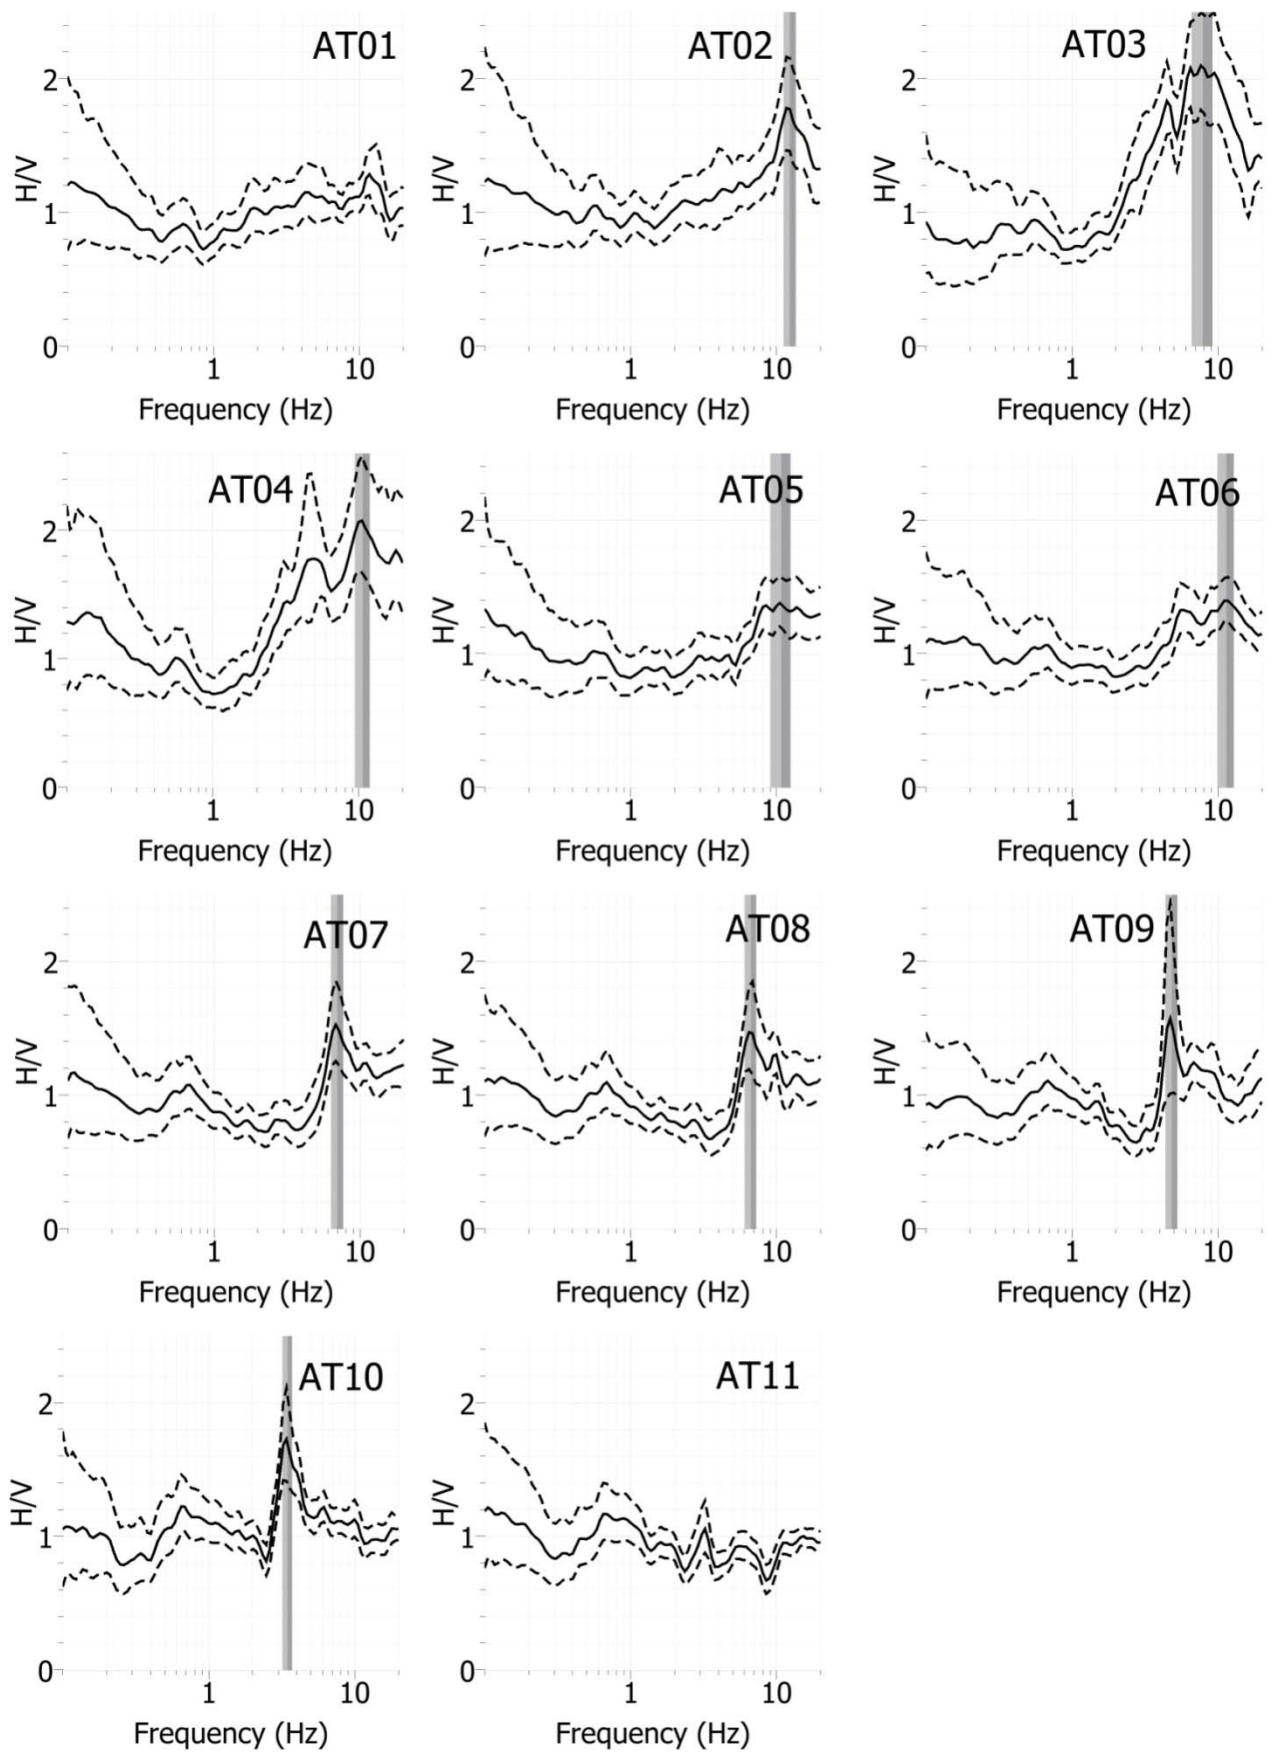 AT01
2
1
0
H/V
1 10
Frequency (Hz)
AT02
2
1
0
H/V
1 10
Frequency (Hz)
AT03
2
1
0
H/V
1 10
Frequency (Hz)
AT04
2
1
0
H/V
1 10
Frequency (Hz)
AT05
2
1
0
H/V
1 10
Frequency (Hz)
AT06
2
1
0
H/V
1 10
Frequency (Hz)
AT07
2
1
0
H/V
1 10
Frequency (Hz)
AT08
2
1
0
H/V
1 10
Frequency (Hz)
AT09
2
1
0
H/V
1 10
Frequency (Hz)
AT10
2
1
0
H/V
1 10
Frequency (Hz)
AT11
2
1
0
H/V
1 10
Frequency (Hz)